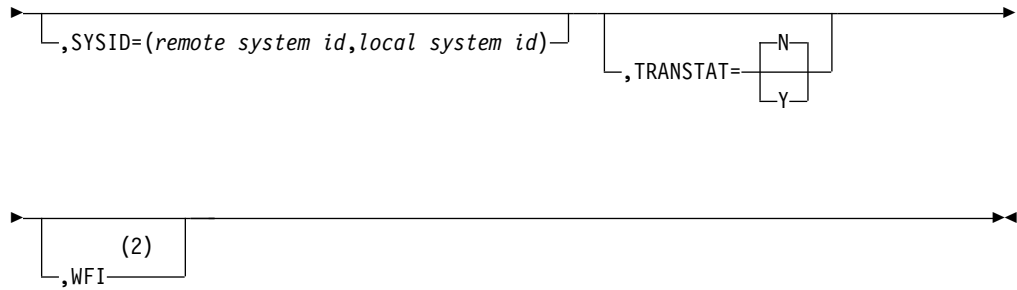 ,SYSID=(remote system id,local system id)
N
,TRANSTAT=
Y
(2)
,WFI